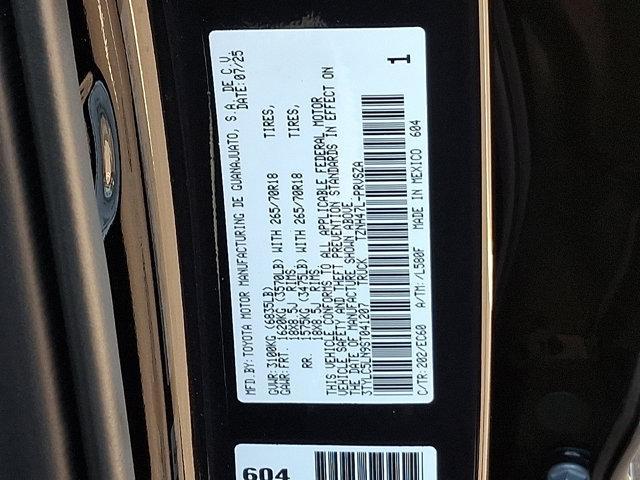 MFD.BY:TOYOTA MOTOR MANUFACTURING DE GUANAJUATO, S.A. DE C.V.
DATE:07/25
GVWR:3100KG (6835LB)
GAWR:FRT. 1620KG (3570LB) WITH 265/70R18 TIRES,
18X8.5J RIMS
RR. 1575KG (3475LB) WITH 265/70R18 TIRES,
18X8.5J RIMS
THIS VEHICLE CONFORMS TO ALL APPLICABLE FEDERAL MOTOR
VEHICLE SAFETY AND THEFT PREVENTION STANDARDS IN EFFECT ON
THE DATE OF MANUFACTURE SHOWN ABOVE.
3TYLC5LN9ST041207 TRUCK TZNH47L-PRVSZA
1
C/TR:202/EC60 A/TM:/L580F MADE IN MEXICO 604
604